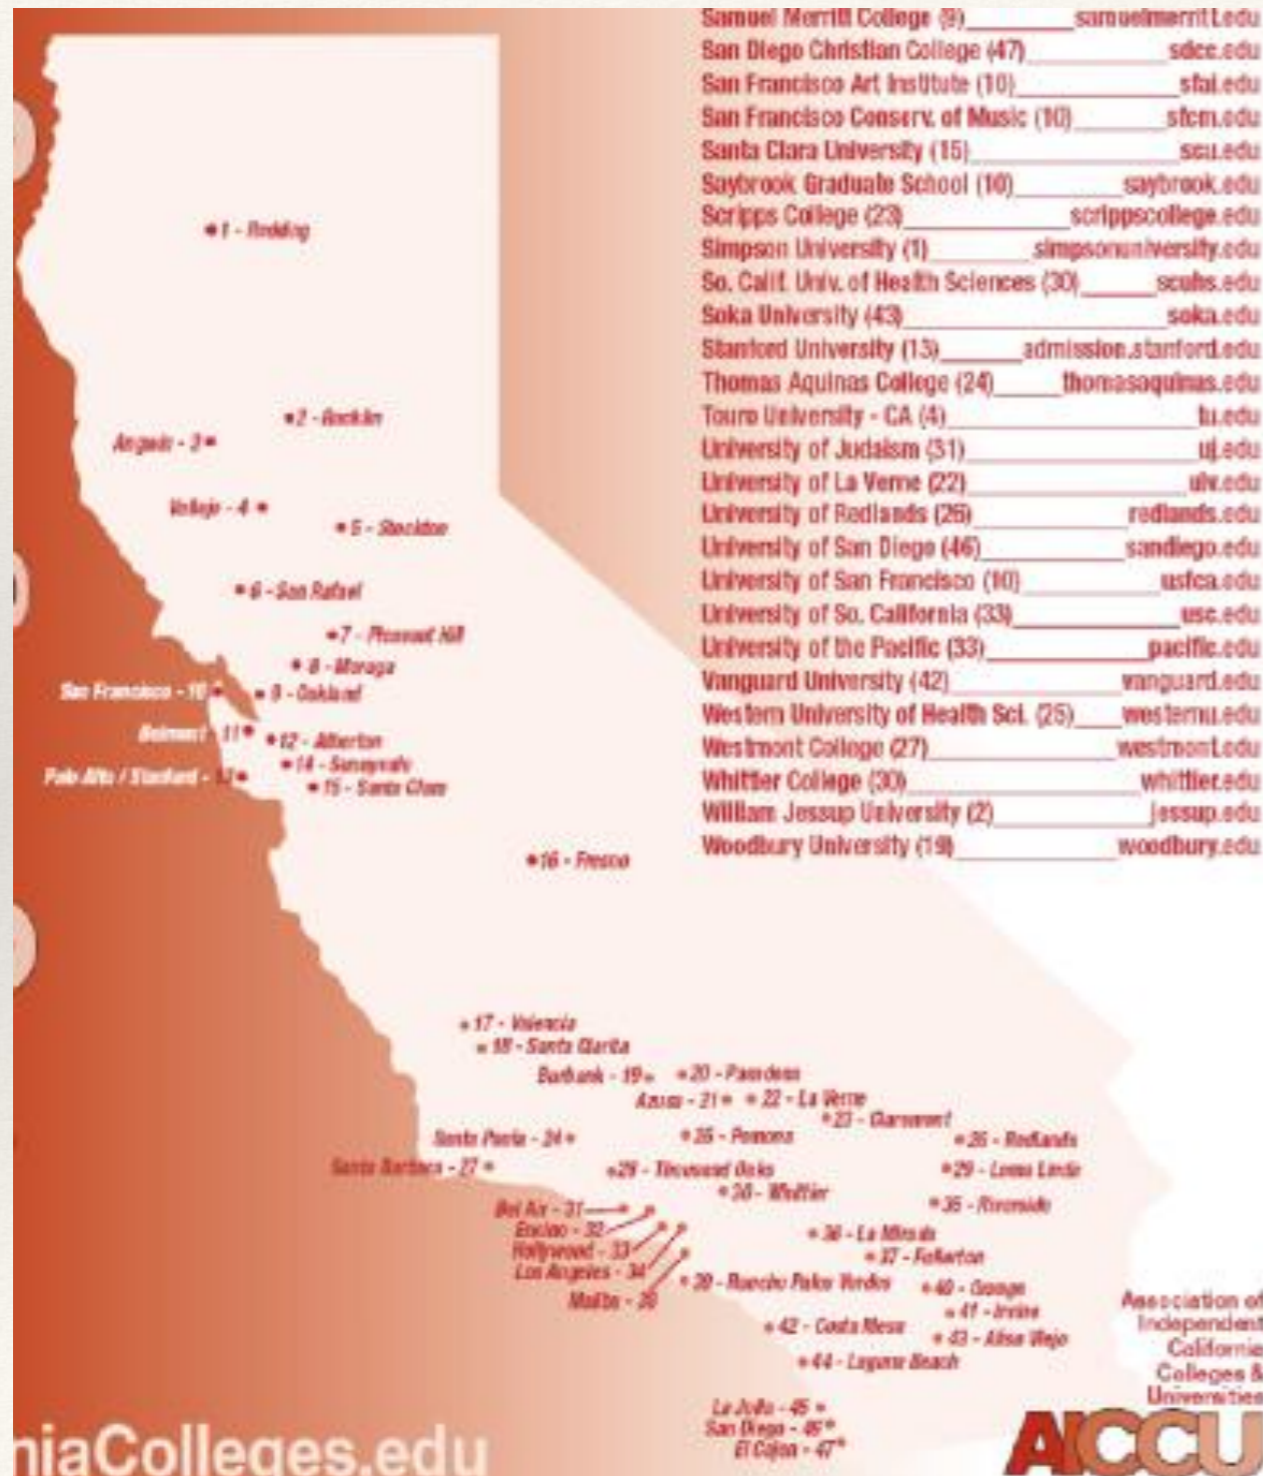 Samuel Merritt College (9) samuelmerritt.edu
San Diego Christian College (47) sdcc.edu
San Francisco Art Institute (10) sfai.edu
San Francisco Conserv. of Music (10) sfcm.edu
Santa Clara University (15) scu.edu
Saybrook Graduate School (10) saybrook.edu
Scripps College (23) scrippscollege.edu
Simpson University (1) simpsonuniversity.edu
So. Calif. Univ. of Health Sciences (30) scuhs.edu
Soka University (43) soka.edu
Stanford University (13) admission.stanford.edu
Thomas Aquinas College (24) thomasaquinas.edu
Touro University - CA (4) tu.edu
University of Judaism (31) uj.edu
University of La Verne (22) ulv.edu
University of Redlands (26) redlands.edu
University of San Diego (46) sandiego.edu
University of San Francisco (10) usfca.edu
University of So. California (33) usc.edu
University of the Pacific (33) pacific.edu
Vanguard University (42) vanguard.edu
Western University of Health Sci. (25) westernu.edu
Westmont College (27) westmont.edu
Whittier College (30) whittier.edu
William Jessup University (2) jessup.edu
Woodbury University (19) woodbury.edu
1 - Redding
2 - Rocklin
Angwin - 3
Vallejo - 4
5 - Stockton
6 - San Rafael
7 - Pleasant Hill
8 - Moraga
San Francisco - 10
9 - Oakland
Belmont - 11
12 - Atherton
14 - Sunnyvale
Palo Alto / Stanford - 13
15 - Santa Clara
16 - Fresno
17 - Valencia
18 - Santa Clarita
Burbank - 19
20 - Pasadena
Azusa - 21
22 - La Verne
23 - Claremont
Santa Paula - 24
25 - Pomona
26 - Redlands
Santa Barbara - 27
28 - Thousand Oaks
29 - Loma Linda
30 - Whittier
Bel Air - 31
35 - Riverside
Encino - 32
36 - La Mirada
Hollywood - 33
37 - Fullerton
Los Angeles - 34
Rancho Palos Verdes
40 - Orange
Malibu
41 - Irvine
42 - Costa Mesa
43 - Aliso Viejo
44 - Laguna Beach
La Jolla - 45
San Diego - 46
El Cajon - 47
Association of
Independent
California
Colleges &
Universities
AICCU
niaColleges.edu